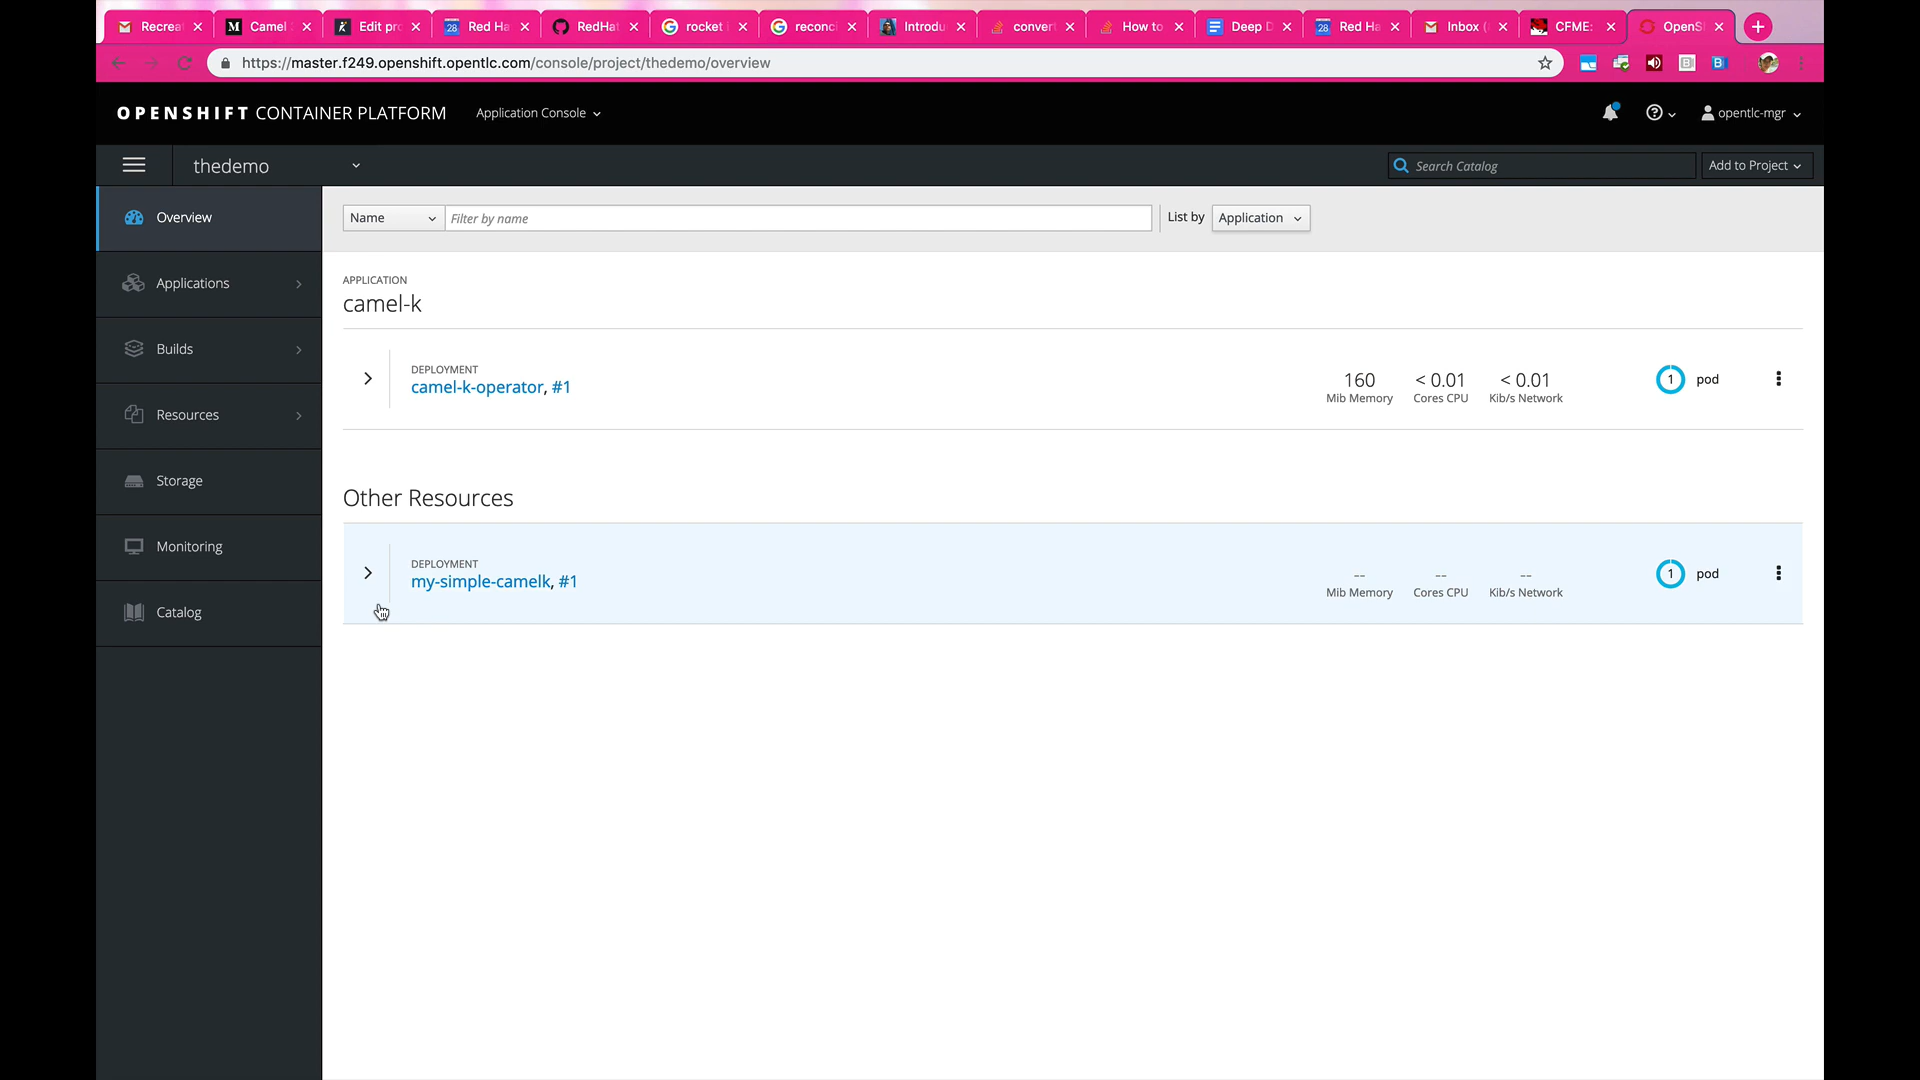 Recrea M Camel Edit pro 28 Red Ha RedHat rocket reconci Introdu convert How to Deep D 28 Red Ha Inbox ( CFME: OpenS
https://master.f249.openshift.opentlc.com/console/project/thedemo/overview
OPENSHIFT CONTAINER PLATFORM Application Console opentlc-mgr
thedemo Search Catalog Add to Project
Overview
Applications
Builds
Resources
Storage
Monitoring
Catalog
Name Filter by name List by Application
APPLICATION
camel-k
DEPLOYMENT
camel-k-operator, #1
160 < 0.01 < 0.01
Mib Memory Cores CPU Kib/s Network
1 pod
Other Resources
DEPLOYMENT
my-simple-camelk, #1
-- -- --
Mib Memory Cores CPU Kib/s Network
1 pod